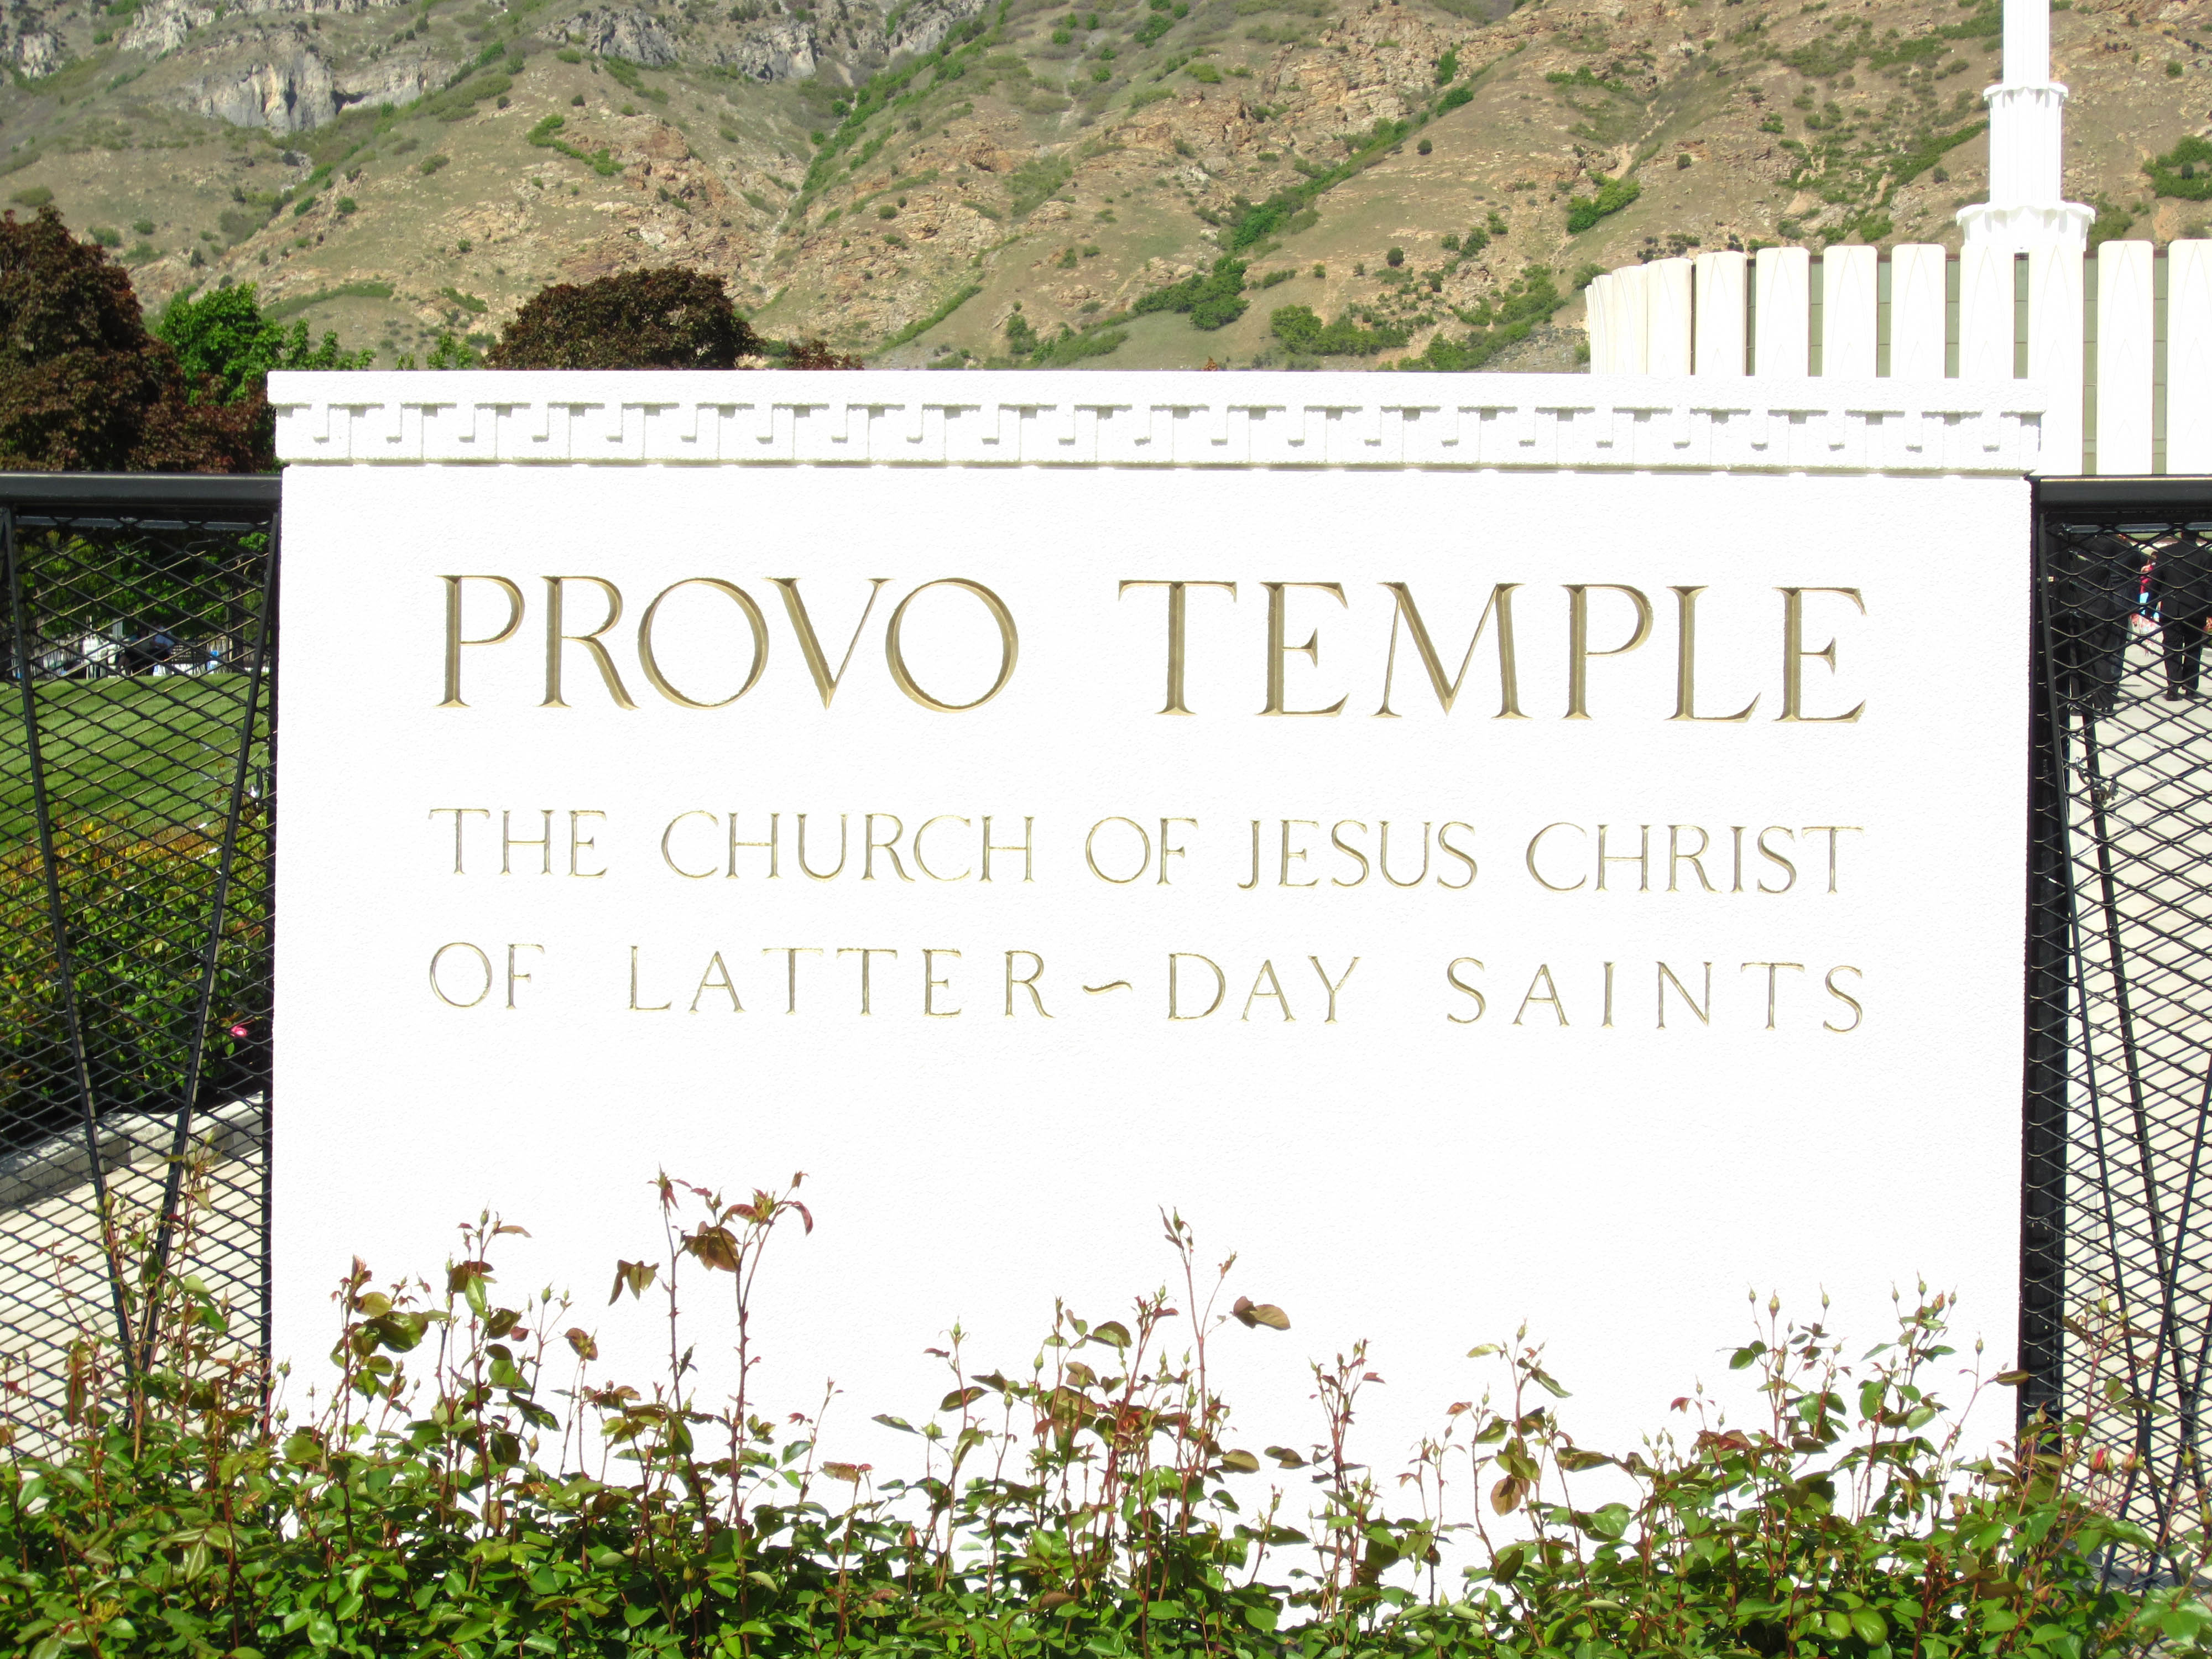 PROVO TEMPLE
THE CHURCH OF JESUS CHRIST
OF LATTER~DAY SAINTS